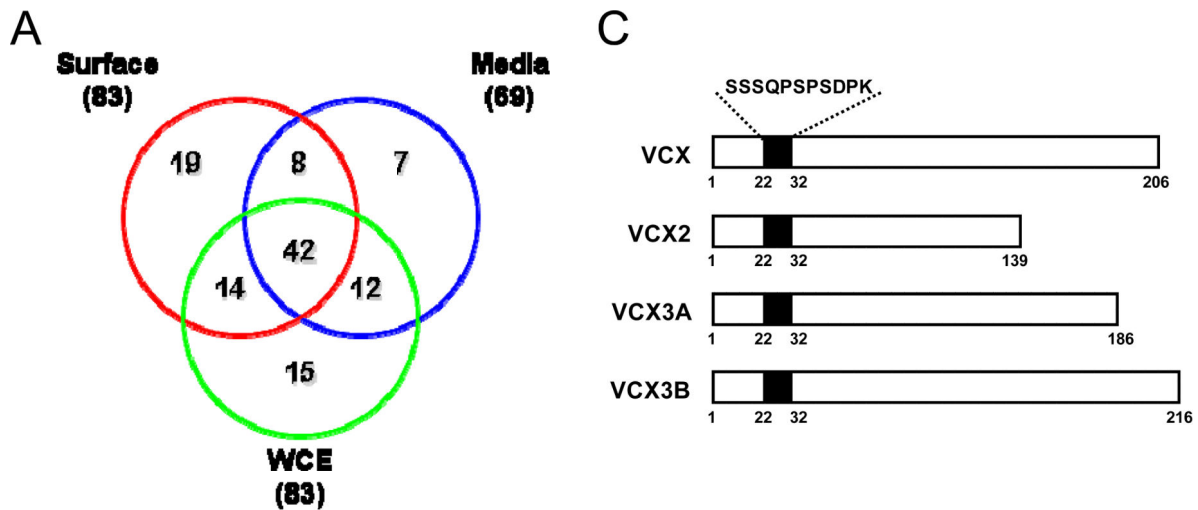 A
Surface
(83)
Media
(69)
19
8
7
42
14
12
15
WCE
(83)
C
SSSQPSPSDPK
VCX
1 22 32 206
VCX2
1 22 32 139
VCX3A
1 22 32 186
VCX3B
1 22 32 216